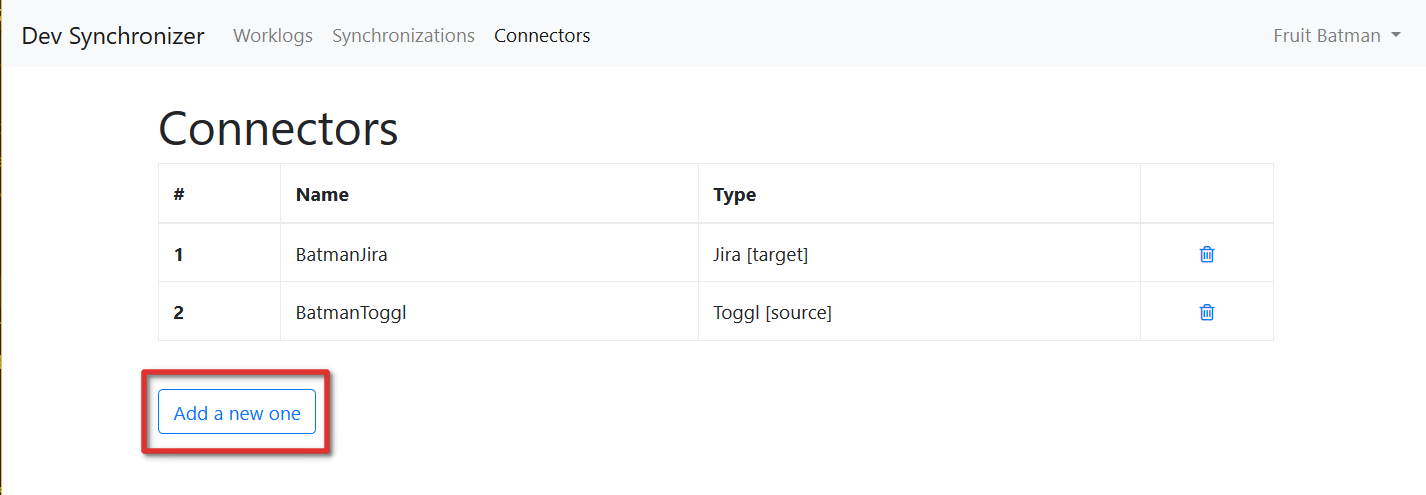 Dev Synchronizer Worklogs Synchronizations Connectors Fruit Batman
Connectors
# Name Type
1 BatmanJira Jira [target]
2 BatmanToggl Toggl [source]
Add a new one